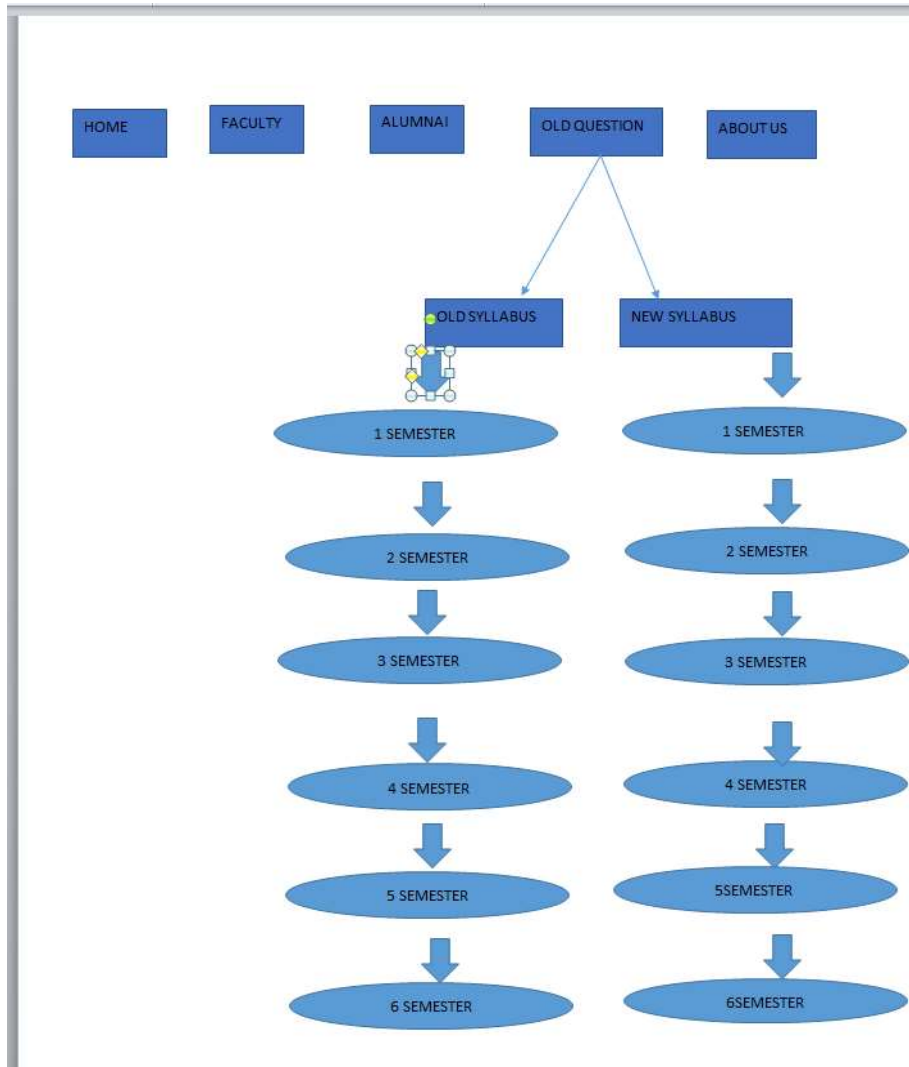 HOME
FACULTY
ALUMNAI
OLD QUESTION
ABOUT US
OLD SYLLABUS
NEW SYLLABUS
1 SEMESTER
1 SEMESTER
2 SEMESTER
2 SEMESTER
3 SEMESTER
3 SEMESTER
4 SEMESTER
4 SEMESTER
5 SEMESTER
5SEMESTER
6 SEMESTER
6SEMESTER